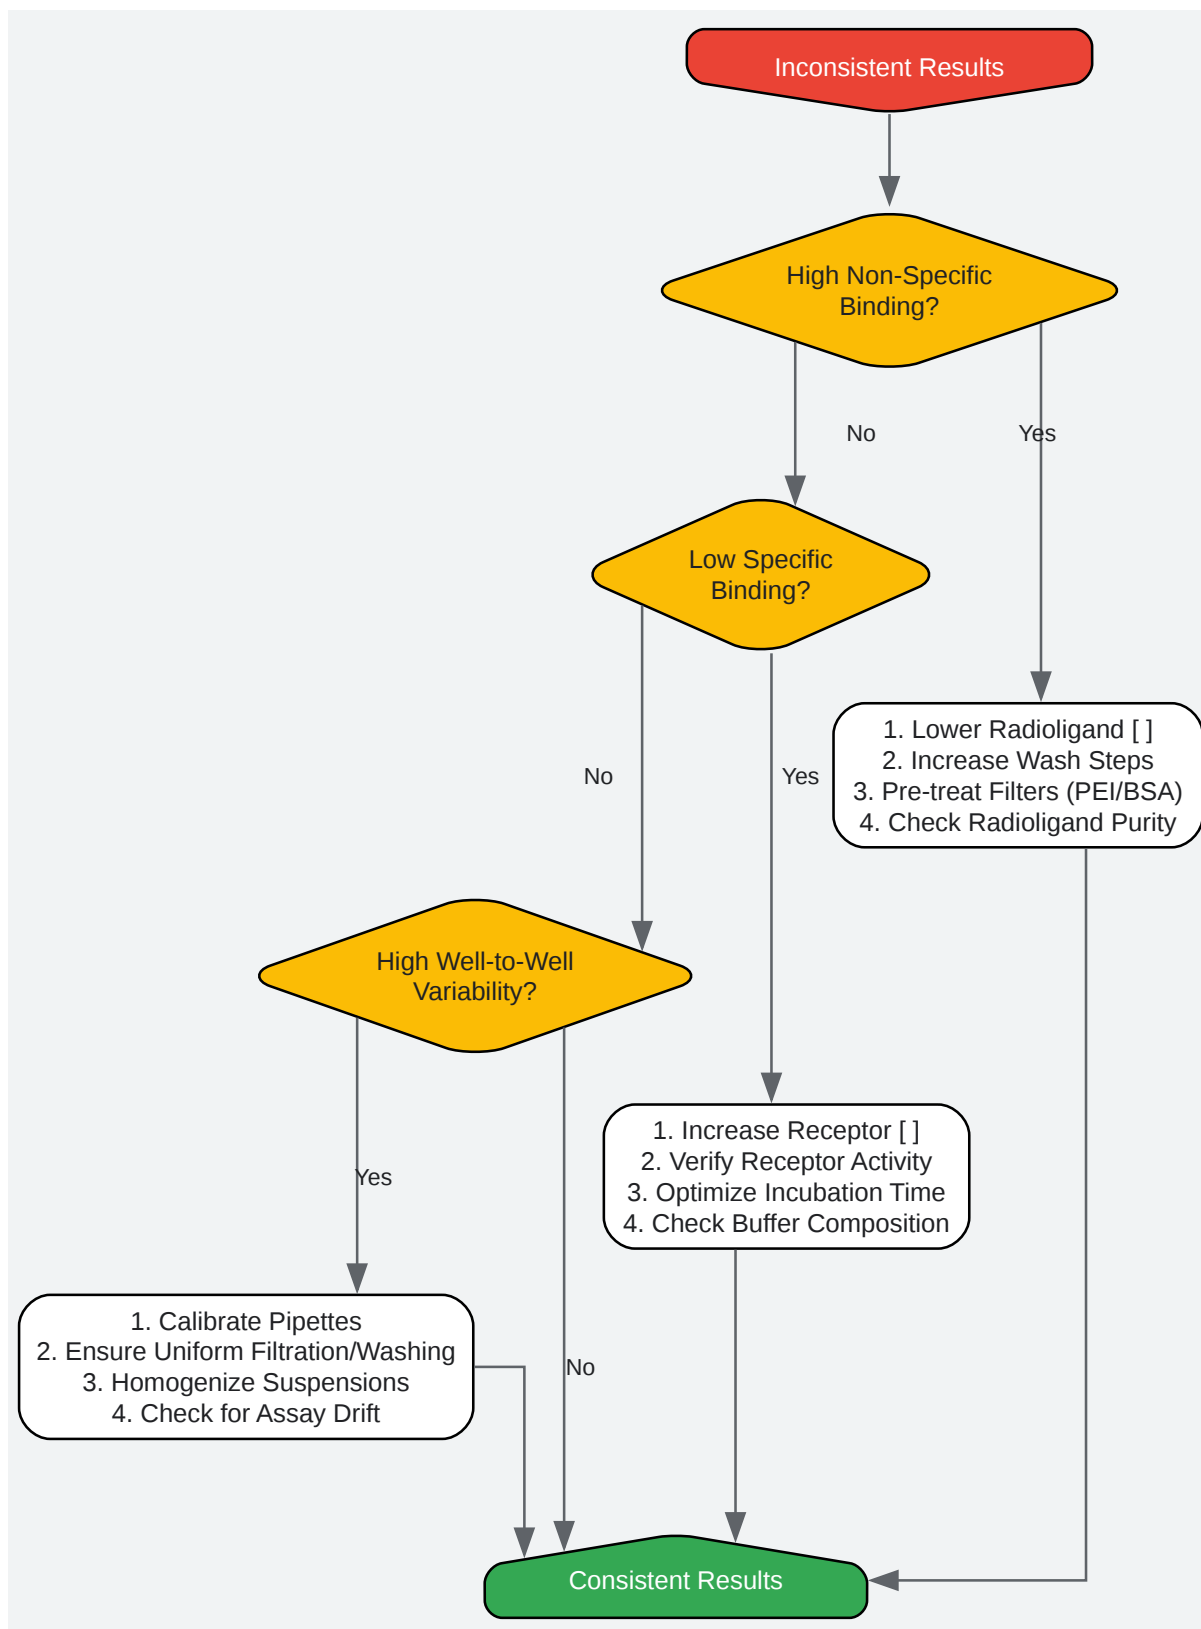 Inconsistent Results
High Non-Specific
Binding?
No
Yes
Low Specific
Binding?
1. Lower Radioligand [ ]
2. Increase Wash Steps
3. Pre-treat Filters (PEI/BSA)
4. Check Radioligand Purity
No
Yes
High Well-to-Well
Variability?
1. Increase Receptor [ ]
2. Verify Receptor Activity
3. Optimize Incubation Time
4. Check Buffer Composition
Yes
1. Calibrate Pipettes
2. Ensure Uniform Filtration/Washing
3. Homogenize Suspensions
4. Check for Assay Drift
No
Consistent Results